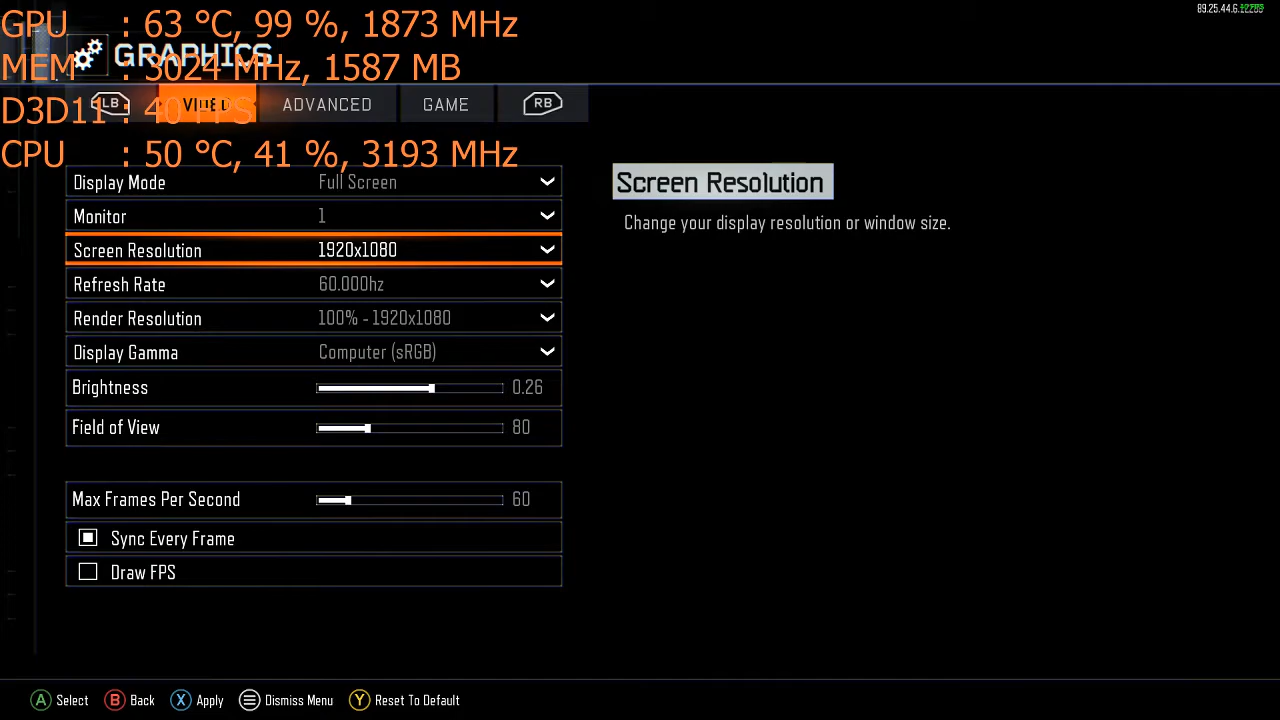 GPU : 63 °C, 99 %, 1873 MHz
GRAPHICS
MEM : 3024 MHz, 1587 MB
LB VIDEO ADVANCED GAME RB
D3D11: 40 FPS
CPU : 50 °C, 41 %, 3193 MHz
Display Mode Full Screen
Monitor 1
Screen Resolution 1920x1080
Refresh Rate 60.000hz
Render Resolution 100% - 1920x1080
Display Gamma Computer (sRGB)
Brightness 0.26
Field of View 80
Max Frames Per Second 60
Sync Every Frame
Draw FPS
Screen Resolution
Change your display resolution or window size.
A Select B Back X Apply Dismiss Menu Y Reset To Default